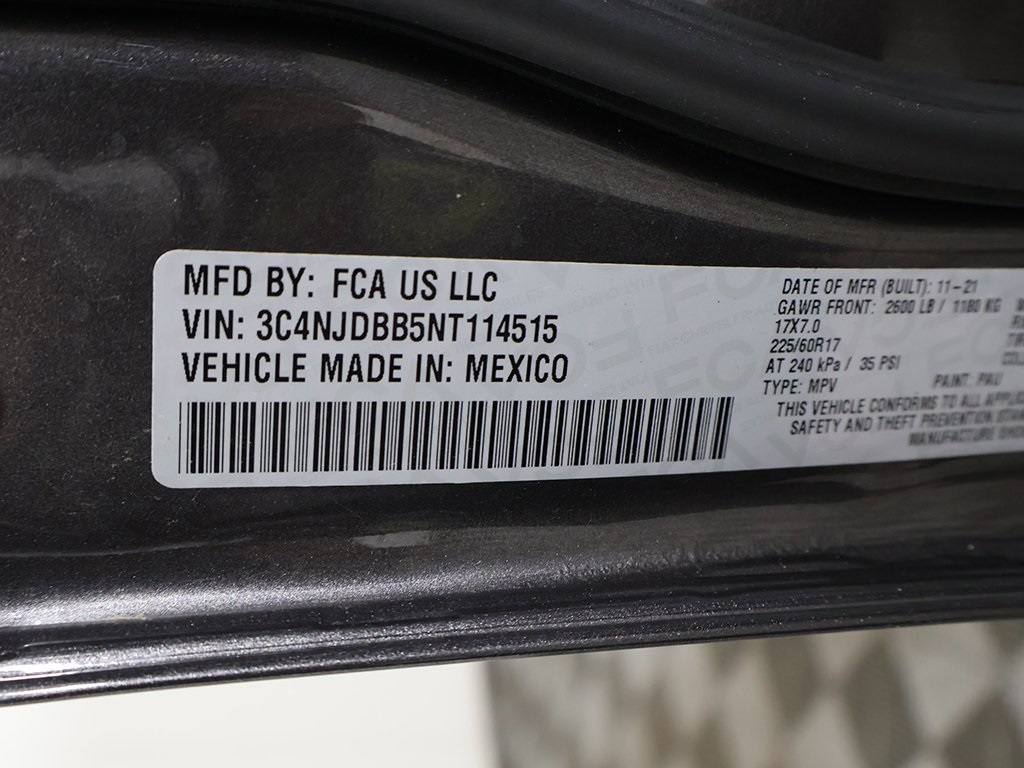 MFD BY: FCA US LLC
VIN: 3C4NJDBB5NT114515
VEHICLE MADE IN: MEXICO
DATE OF MFR (BUILT): 11-21
GAWR FRONT: 2600 LB / 1180 KG
17X7.0
225/60R17
AT 240 kPa / 35 PSI
TYPE: MPV PAINT: PAU
THIS VEHICLE CONFORMS TO ALL
SAFETY AND THEFT PREVENTION
MANUFACTURE